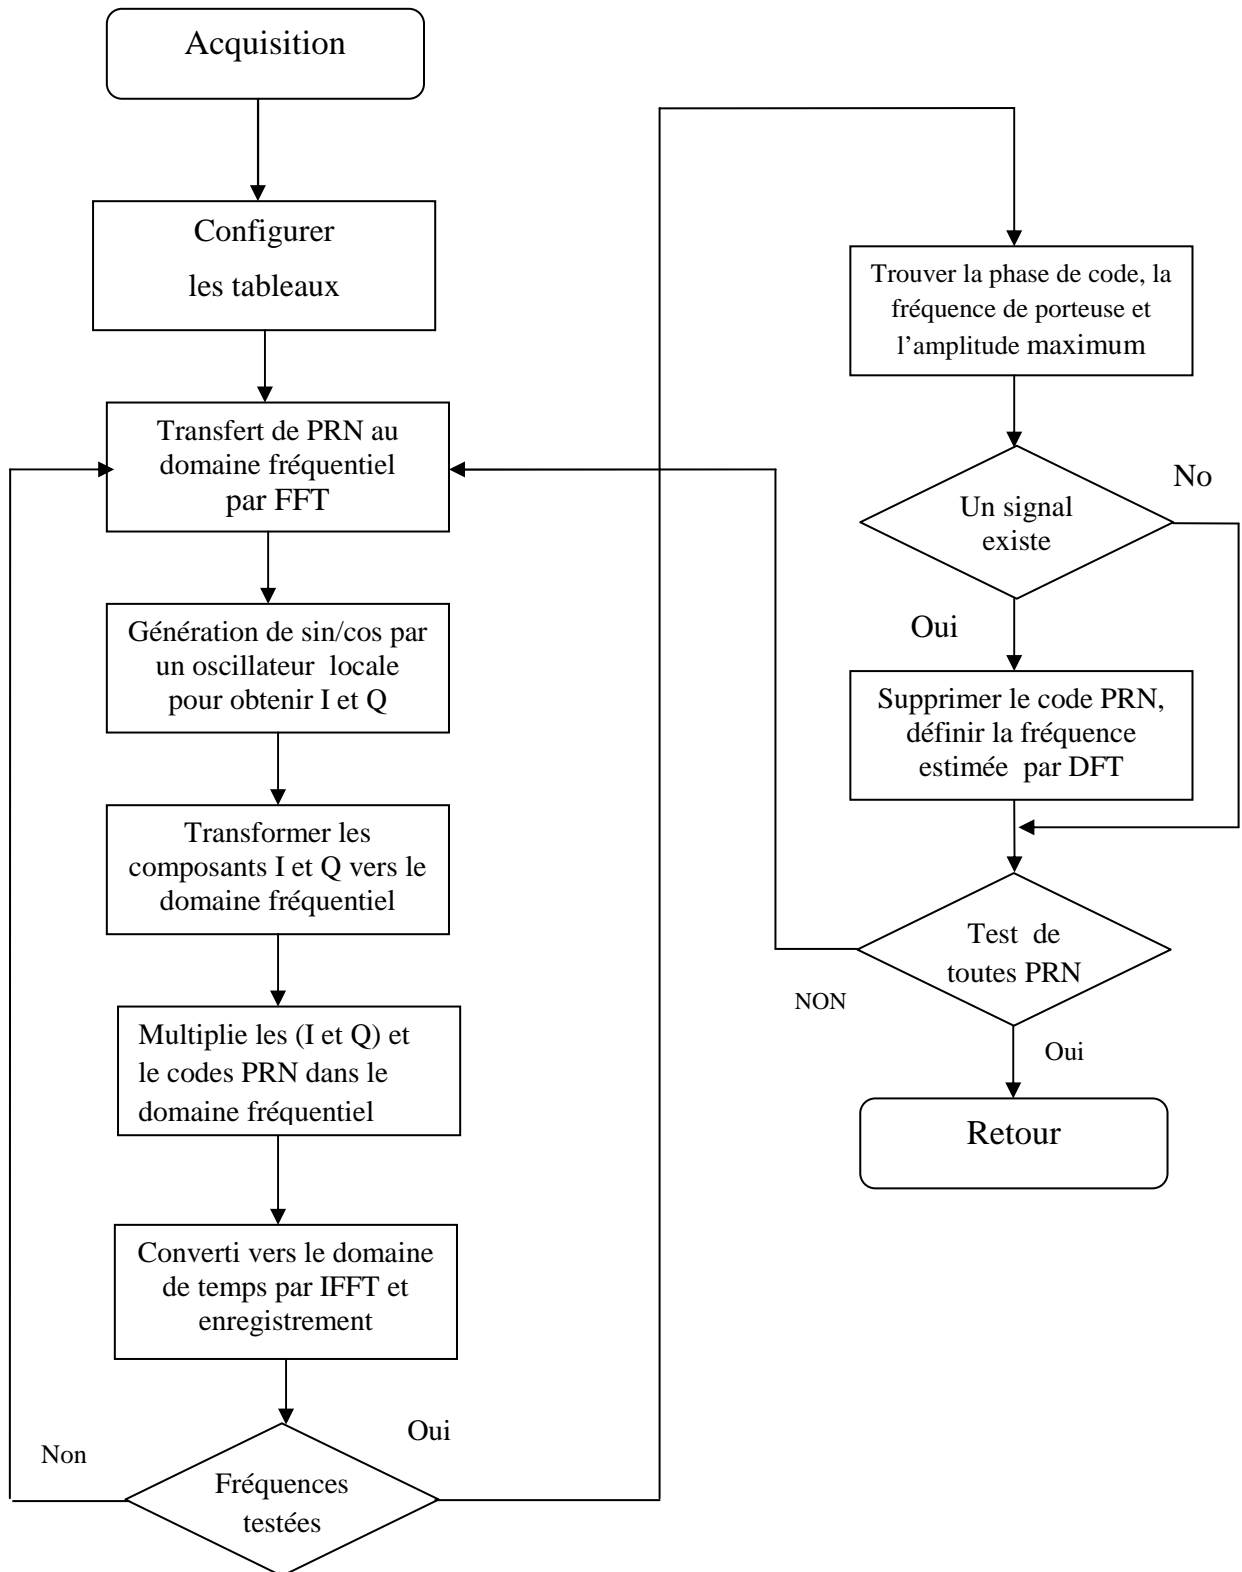 Acquisition
Configurer
les tableaux
Transfert de PRN au
domaine fréquentiel
par FFT
Génération de sin/cos par
un oscillateur locale
pour obtenir I et Q
Transformer les
composants I et Q vers le
domaine fréquentiel
Multiplie les (I et Q) et
le codes PRN dans le
domaine fréquentiel
Converti vers le domaine
de temps par IFFT et
enregistrement
Non
Oui
Fréquences
testées
Trouver la phase de code, la
fréquence de porteuse et
l’amplitude maximum
No
Un signal
existe
Oui
Supprimer le code PRN,
définir la fréquence
estimée par DFT
Test de
toutes PRN
NON
Oui
Retour